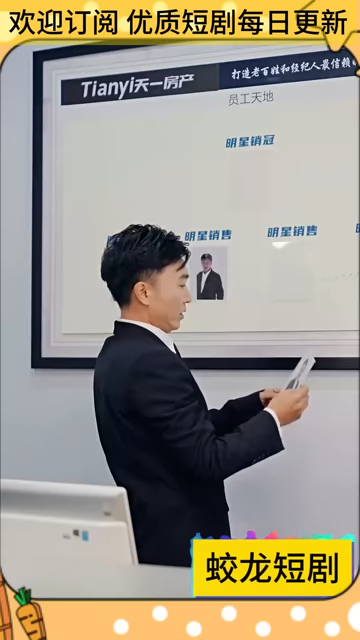 欢迎订阅 优质短剧每日更新
Tianyi天一房产
打造老百姓和经纪人最信赖
员工天地
明星销冠
明星销售
明星销售
蛟龙短剧